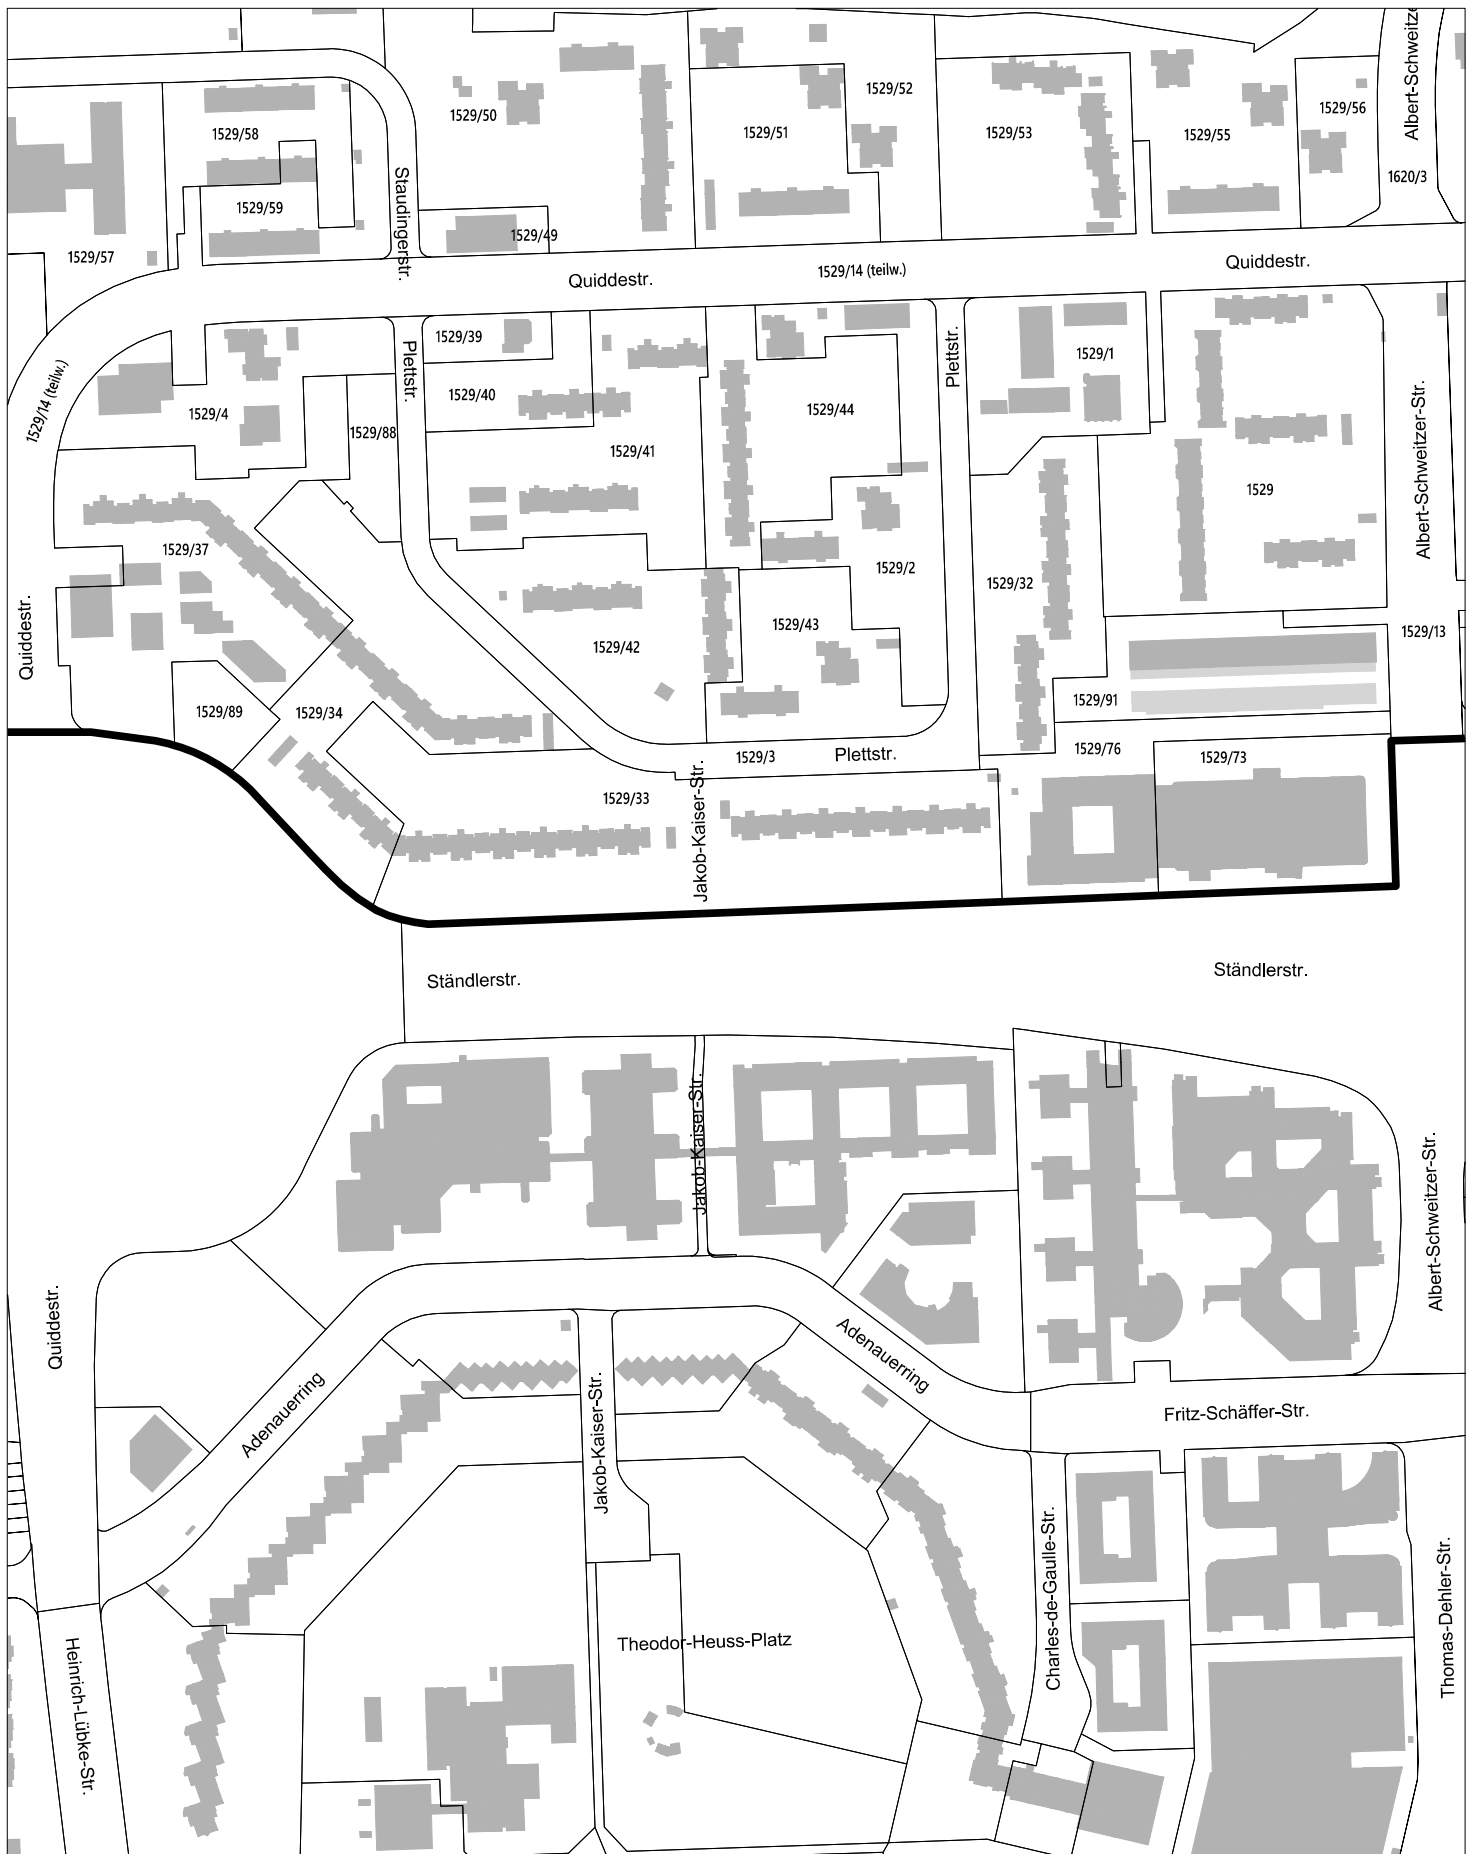 Albert-Schweitze
1529/50
1529/52
1529/56
1529/58
1529/51
1529/53
1529/55
1620/3
Staudingerstr.
1529/59
1529/49
1529/57
Quiddestr.
1529/14 (teilw.)
Quiddestr.
1529/39
Plettstr.
Plettstr.
1529/1
1529/14 (teilw.)
1529/40
1529/44
1529/4
1529/88
1529/41
Albert-Schweitzer-Str.
1529
1529/37
1529/2
1529/32
Quiddestr.
1529/43
1529/42
1529/13
1529/89
1529/34
1529/91
1529/3
Plettstr.
1529/76
1529/73
1529/33
Jakob-Kaiser-Str.
Ständlerstr.
Ständlerstr.
Jakob-Kaiser-Str.
Albert-Schweitzer-Str.
Quiddestr.
Adenauerring
Adenauerring
Jakob-Kaiser-Str.
Fritz-Schäffer-Str.
Charles-de-Gaulle-Str.
Thomas-Dehler-Str.
Theodor-Heuss-Platz
Heinrich-Lübke-Str.